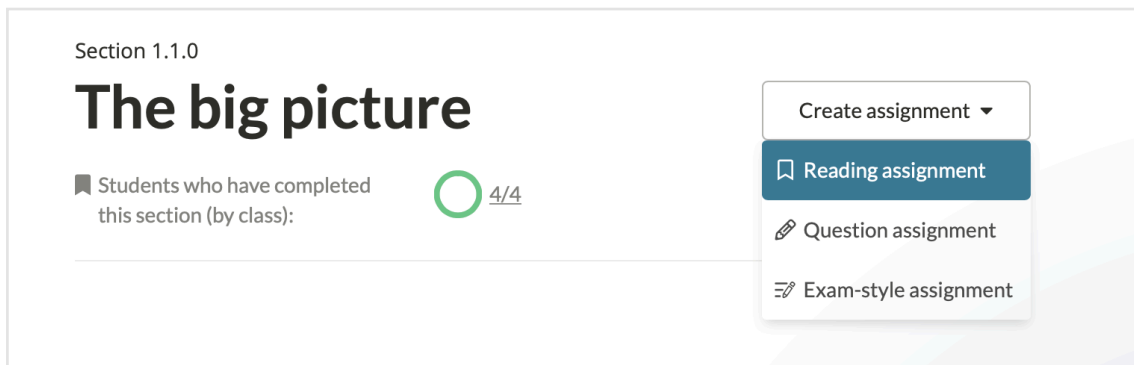 Section 1.1.0
The big picture
Students who have completed
this section (by class):
4/4
Create assignment
Reading assignment
Question assignment
Exam-style assignment